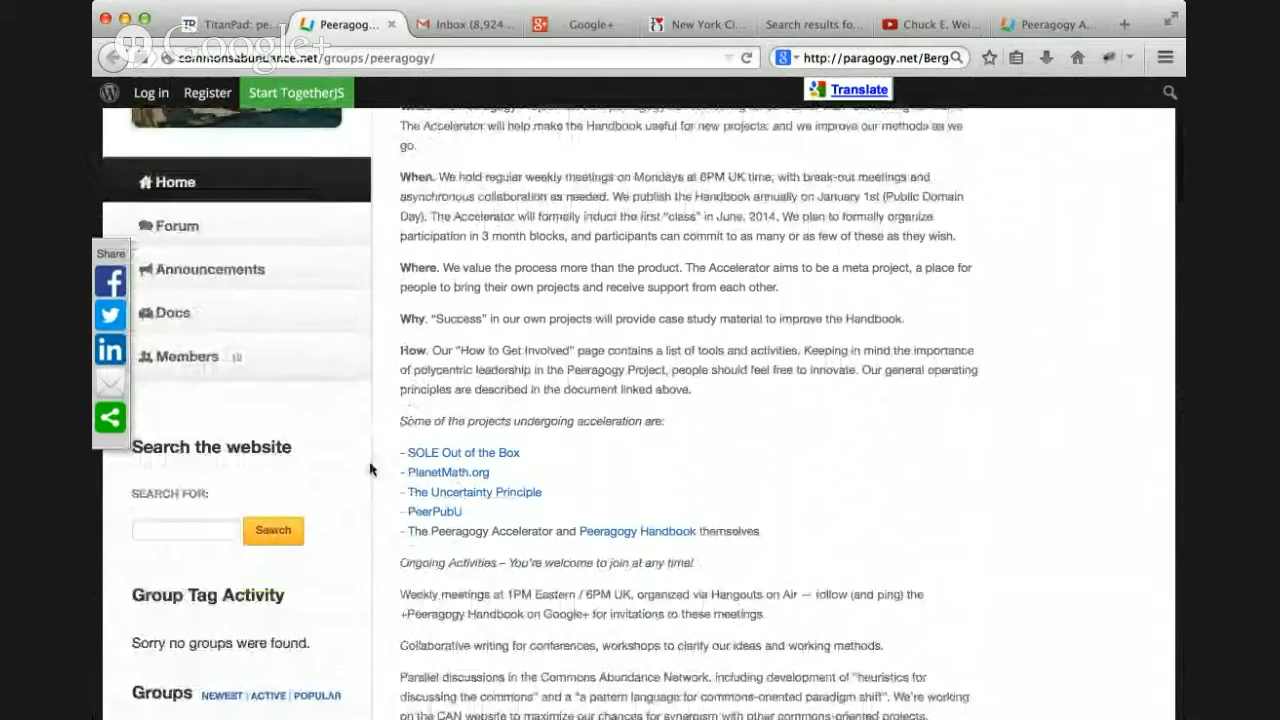 TitanPad: pe...
Peeragog...
Inbox (8,924...
Google+
New York Ci...
Search results fo...
Chuck E. Wei...
Peeragogy A...
Google+
commonsabundance.net/groups/peeragogy/
http://paragogy.net/Berg
Log in
Register
Start TogetherJS
Translate
The Accelerator will help make the Handbook useful for new projects; and we improve our methods as we
go.
When. We hold regular weekly meetings on Mondays at 6PM UK time, with break-out meetings and
asynchronous collaboration as needed. We publish the Handbook annually on January 1st (Public Domain
Day). The Accelerator will formally induct the first "class" in June, 2014. We plan to formally organize
participation in 3 month blocks, and participants can commit to as many or as few of these as they wish.
Where. We value the process more than the product. The Accelerator aims to be a meta project, a place for
people to bring their own projects and receive support from each other.
Why. "Success" in our own projects will provide case study material to improve the Handbook.
How. Our "How to Get Involved" page contains a list of tools and activities. Keeping in mind the importance
of polycentric leadership in the Peeragogy Project, people should feel free to innovate. Our general operating
principles are described in the document linked above.
Some of the projects undergoing acceleration are:
- SOLE Out of the Box
- PlanetMath.org
- The Uncertainty Principle
- PeerPubU
- The Peeragogy Accelerator and Peeragogy Handbook themselves
Ongoing Activities – You're welcome to join at any time!
Weekly meetings at 1PM Eastern / 6PM UK, organized via Hangouts on Air — follow (and ping) the
+Peeragogy Handbook on Google+ for invitations to these meetings.
Collaborative writing for conferences, workshops to clarify our ideas and working methods.
Parallel discussions in the Commons Abundance Network, including development of "heuristics for
discussing the commons" and a "a pattern language for commons-oriented paradigm shift". We're working
on the CAN website to maximize our chances for synergism with other commons-oriented projects.
Home
Forum
Announcements
Docs
Members
Share
Search the website
SEARCH FOR:
Search
Group Tag Activity
Sorry no groups were found.
Groups NEWEST | ACTIVE | POPULAR